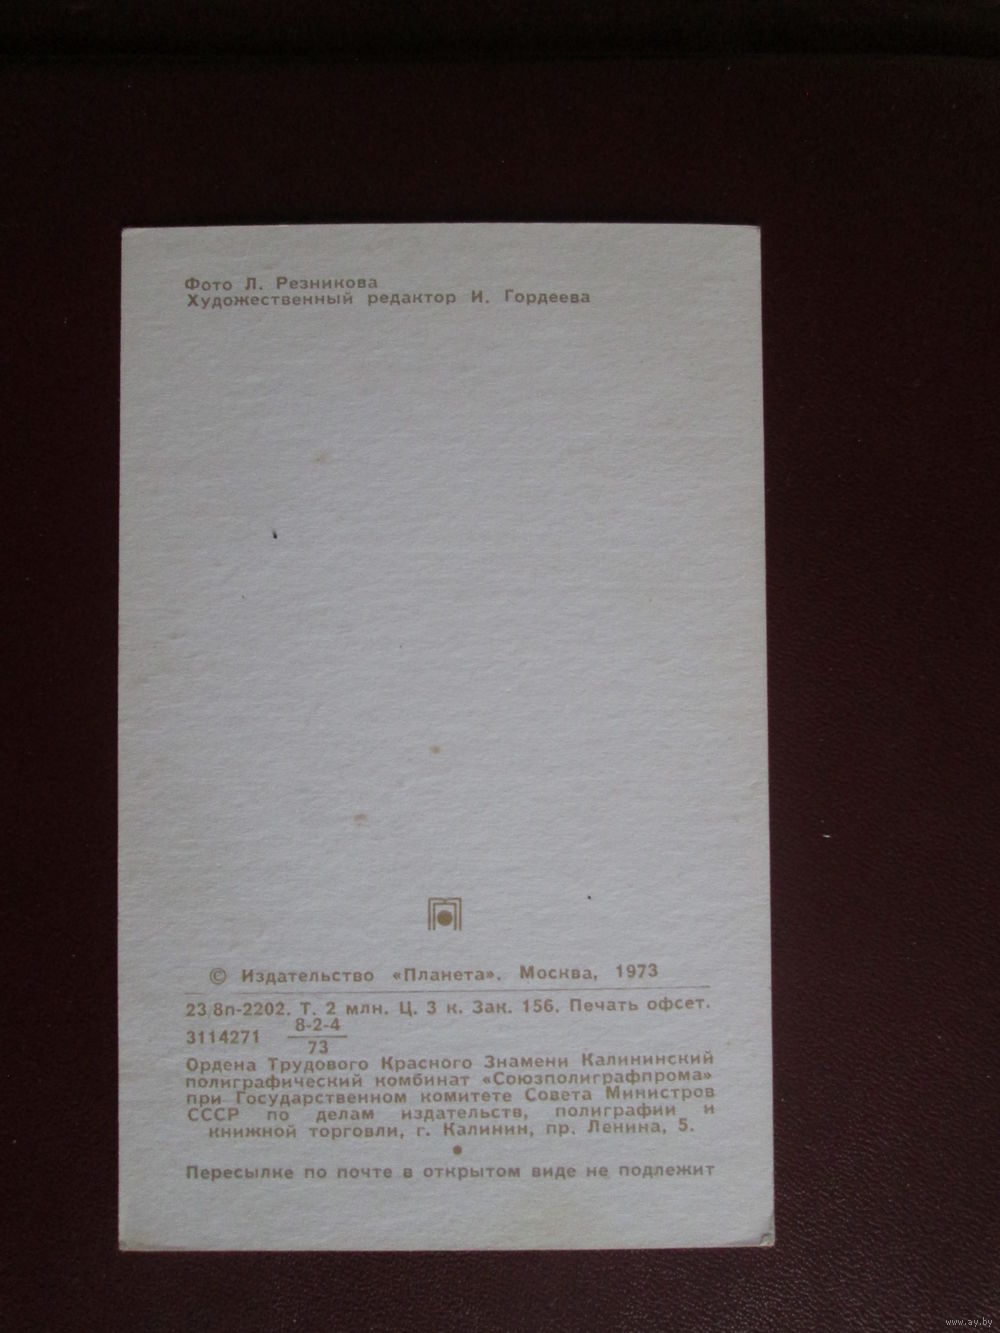 Фото Л. Резникова
Художественный редактор И. Гордеева
© Издательство «Планета». Москва, 1973
23/8п-2202. Т. 2 млн. Ц. 3 к. Зак. 156. Печать офсет.
3114271 8-2-4
73
Ордена Трудового Красного Знамени Калининский
полиграфический комбинат «Союзполиграфпрома»
при Государственном комитете Совета Министров
СССР по делам издательств, полиграфии и
книжной торговли, г. Калинин, пр. Ленина, 5.
Пересылке по почте в открытом виде не подлежит
www.ay.by